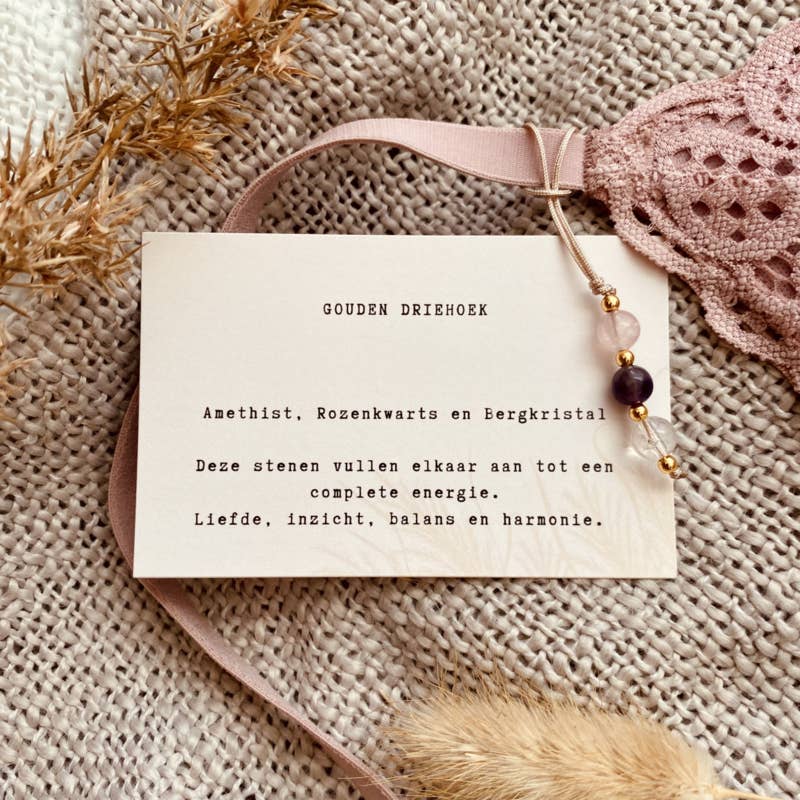 GOUDEN DRIEHOEK
Amethist, Rozenkwarts en Bergkristal
Deze stenen vullen elkaar aan tot een
complete energie.
Liefde, inzicht, balans en harmonie.